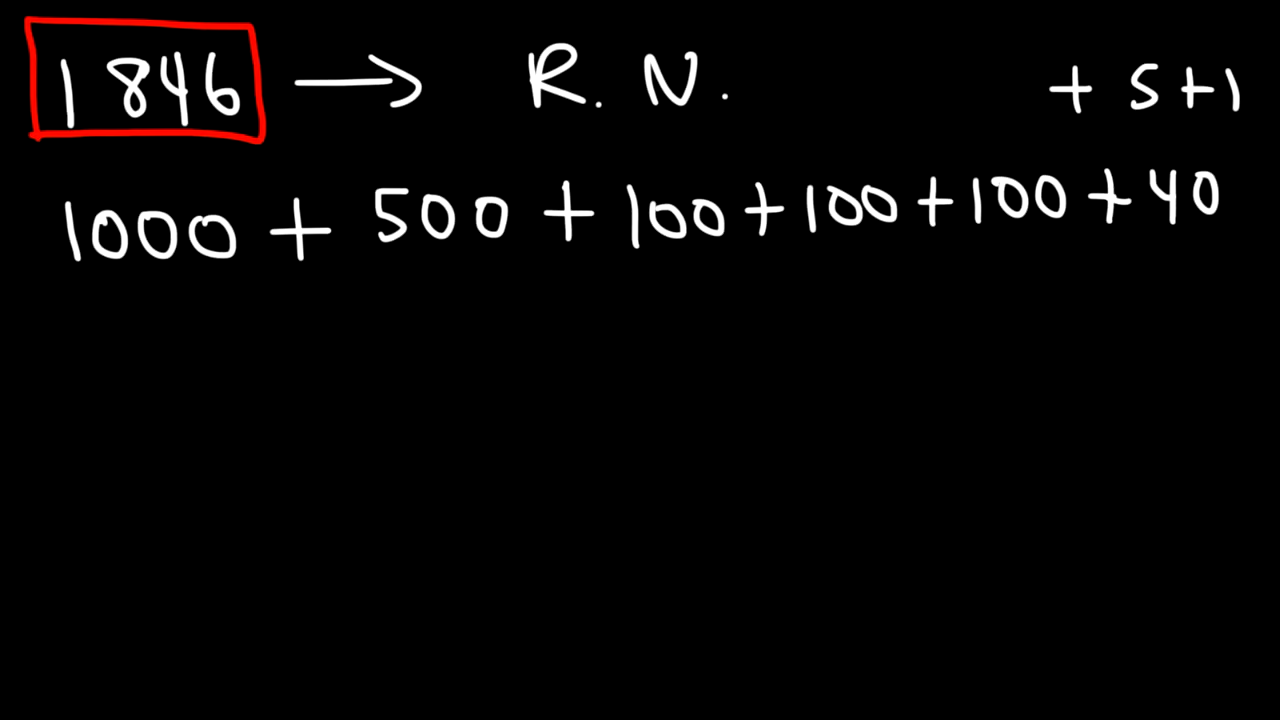 1846 → R. N. + 5 + 1
1000 + 500 + 100 + 100 + 100 + 40